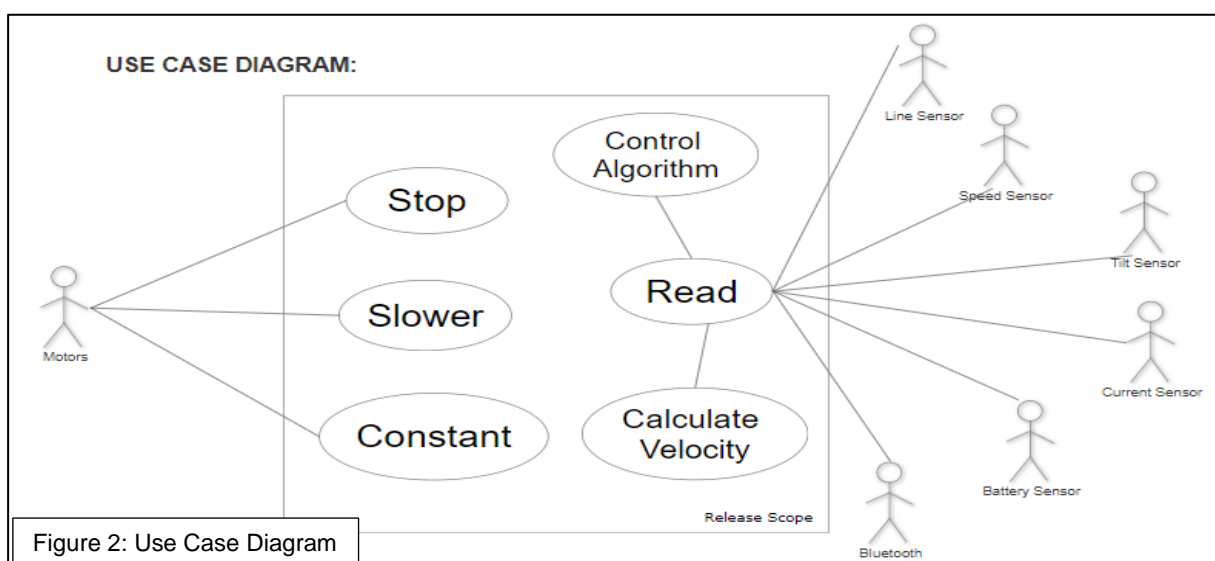 USE CASE DIAGRAM:
Line Sensor
Control
Algorithm
Speed Sensor
Stop
Tilt Sensor
Read
Slower
Motors
Current Sensor
Constant
Calculate
Velocity
Battery Sensor
Release Scope
Bluetooth
Figure 2: Use Case Diagram